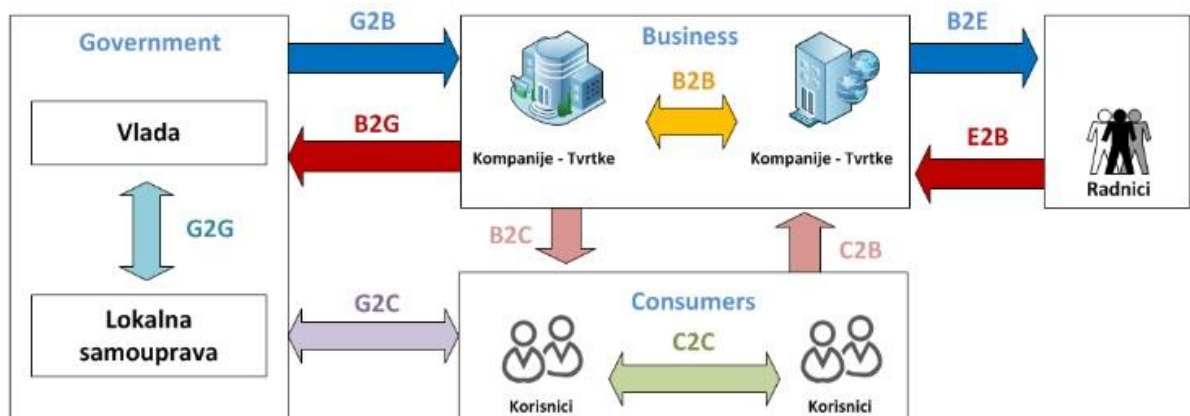 Government
G2B
Business
B2E
Vlada
B2B
B2G
Kompanije - Tvrtke
Kompanije - Tvrtke
E2B
Radnici
G2G
B2C
C2B
Lokalna
samouprava
G2C
Consumers
C2C
Korisnici
Korisnici